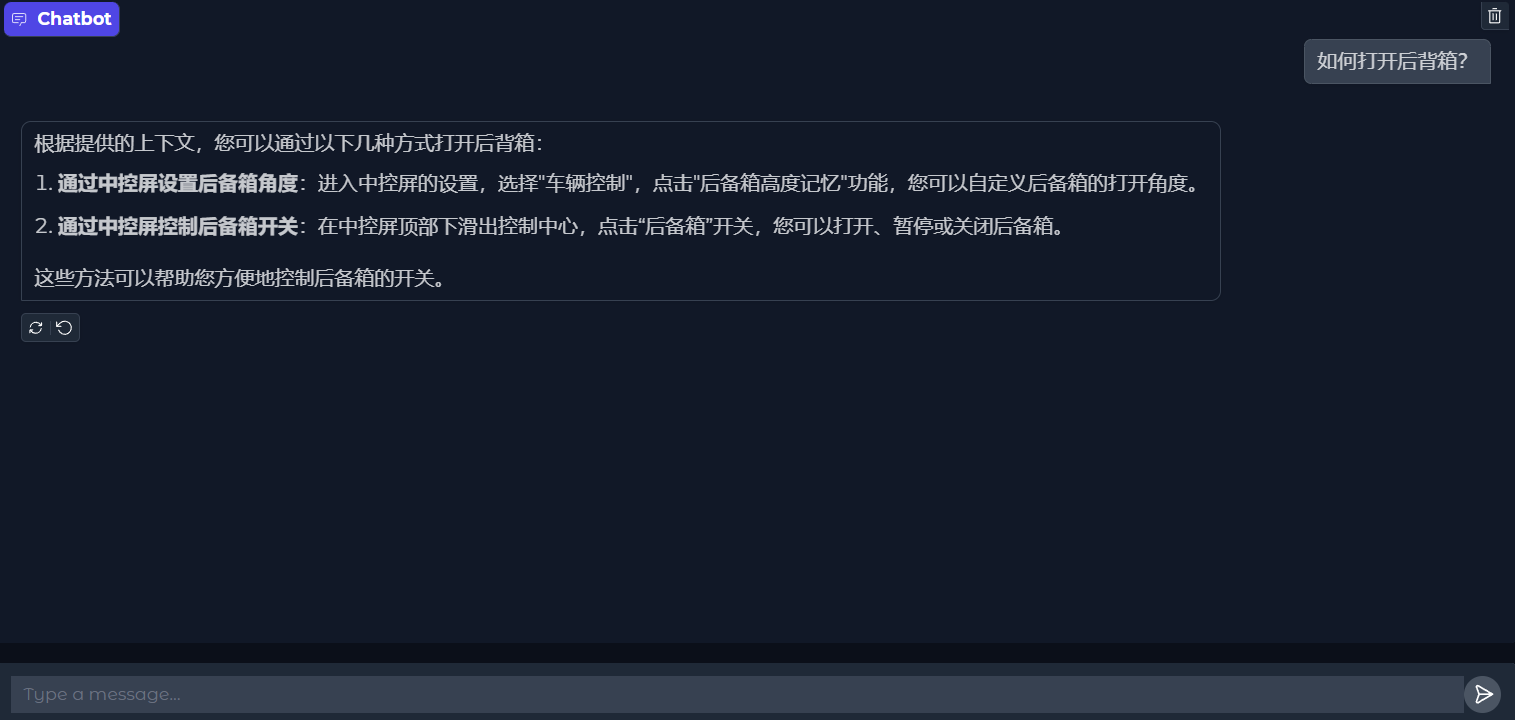 Chatbot
如何打开后背箱？
根据提供的上下文，您可以通过以下几种方式打开后背箱：
1. 通过中控屏设置后备箱角度：进入中控屏的设置，选择"车辆控制"，点击"后备箱高度记忆"功能，您可以自定义后备箱的打开角度。
2. 通过中控屏控制后备箱开关：在中控屏顶部下滑出控制中心，点击“后备箱”开关，您可以打开、暂停或关闭后备箱。
这些方法可以帮助您方便地控制后备箱的开关。
Type a message...